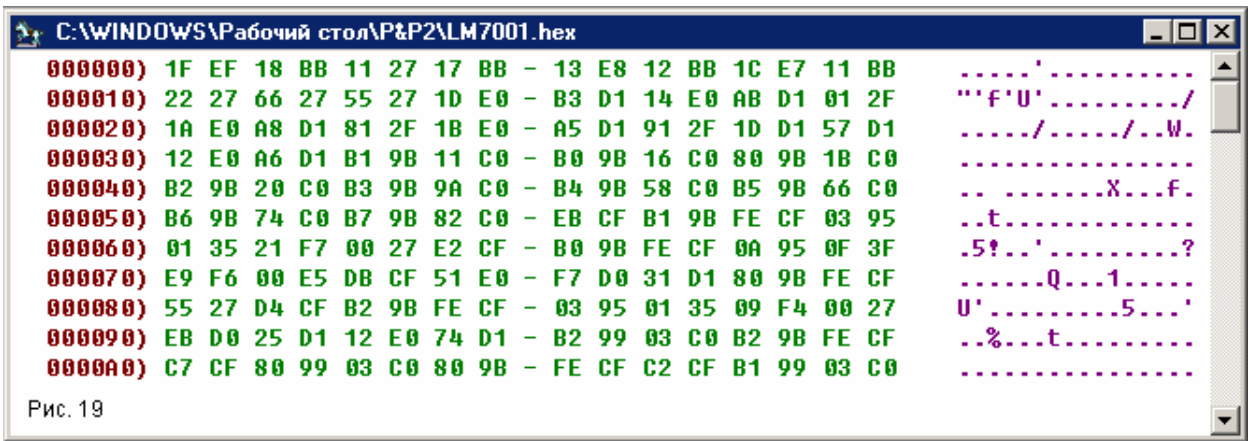 C:\WINDOWS\Рабочий стол\P&P2\LM7001.hex
000000) 1F EF 18 BB 11 27 17 BB - 13 E8 12 BB 1C E7 11 BB .....'..........
000010) 22 27 66 27 55 27 1D E0 - B3 D1 14 E0 AB D1 01 2F "'f'U'........./
000020) 1A E0 A8 D1 81 2F 1B E0 - A5 D1 91 2F 1D D1 57 D1 ...../...../..W.
000030) 12 E0 A6 D1 B1 9B 11 C0 - B0 9B 16 C0 80 9B 1B C0 ................
000040) B2 9B 20 C0 B3 9B 9A C0 - B4 9B 58 C0 B5 9B 66 C0 .. .......X...f.
000050) B6 9B 74 C0 B7 9B 82 C0 - EB CF B1 9B FE CF 03 95 ..t.............
000060) 01 35 21 F7 00 27 E2 CF - B0 9B FE CF 0A 95 0F 3F .5!..'.........?
000070) E9 F6 00 E5 DB CF 51 E0 - F7 D0 31 D1 80 9B FE CF ......Q...1.....
000080) 55 27 D4 CF B2 9B FE CF - 03 95 01 35 09 F4 00 27 U'.........5...'
000090) EB D0 25 D1 12 E0 74 D1 - B2 99 03 C0 B2 9B FE CF ..%...t.........
0000A0) C7 CF 80 99 03 C0 80 9B - FE CF C2 CF B1 99 03 C0 ................
Рис. 19